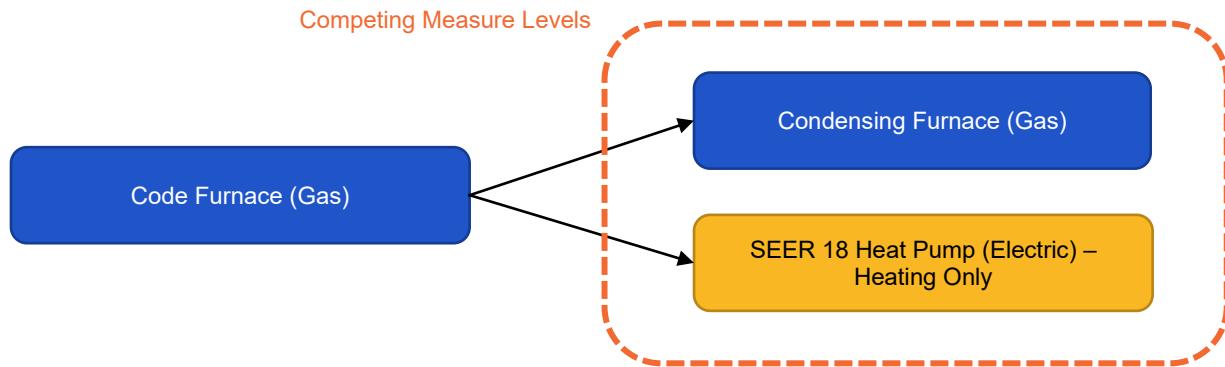 Competing Measure Levels
Condensing Furnace (Gas)
Code Furnace (Gas)
SEER 18 Heat Pump (Electric) –
Heating Only